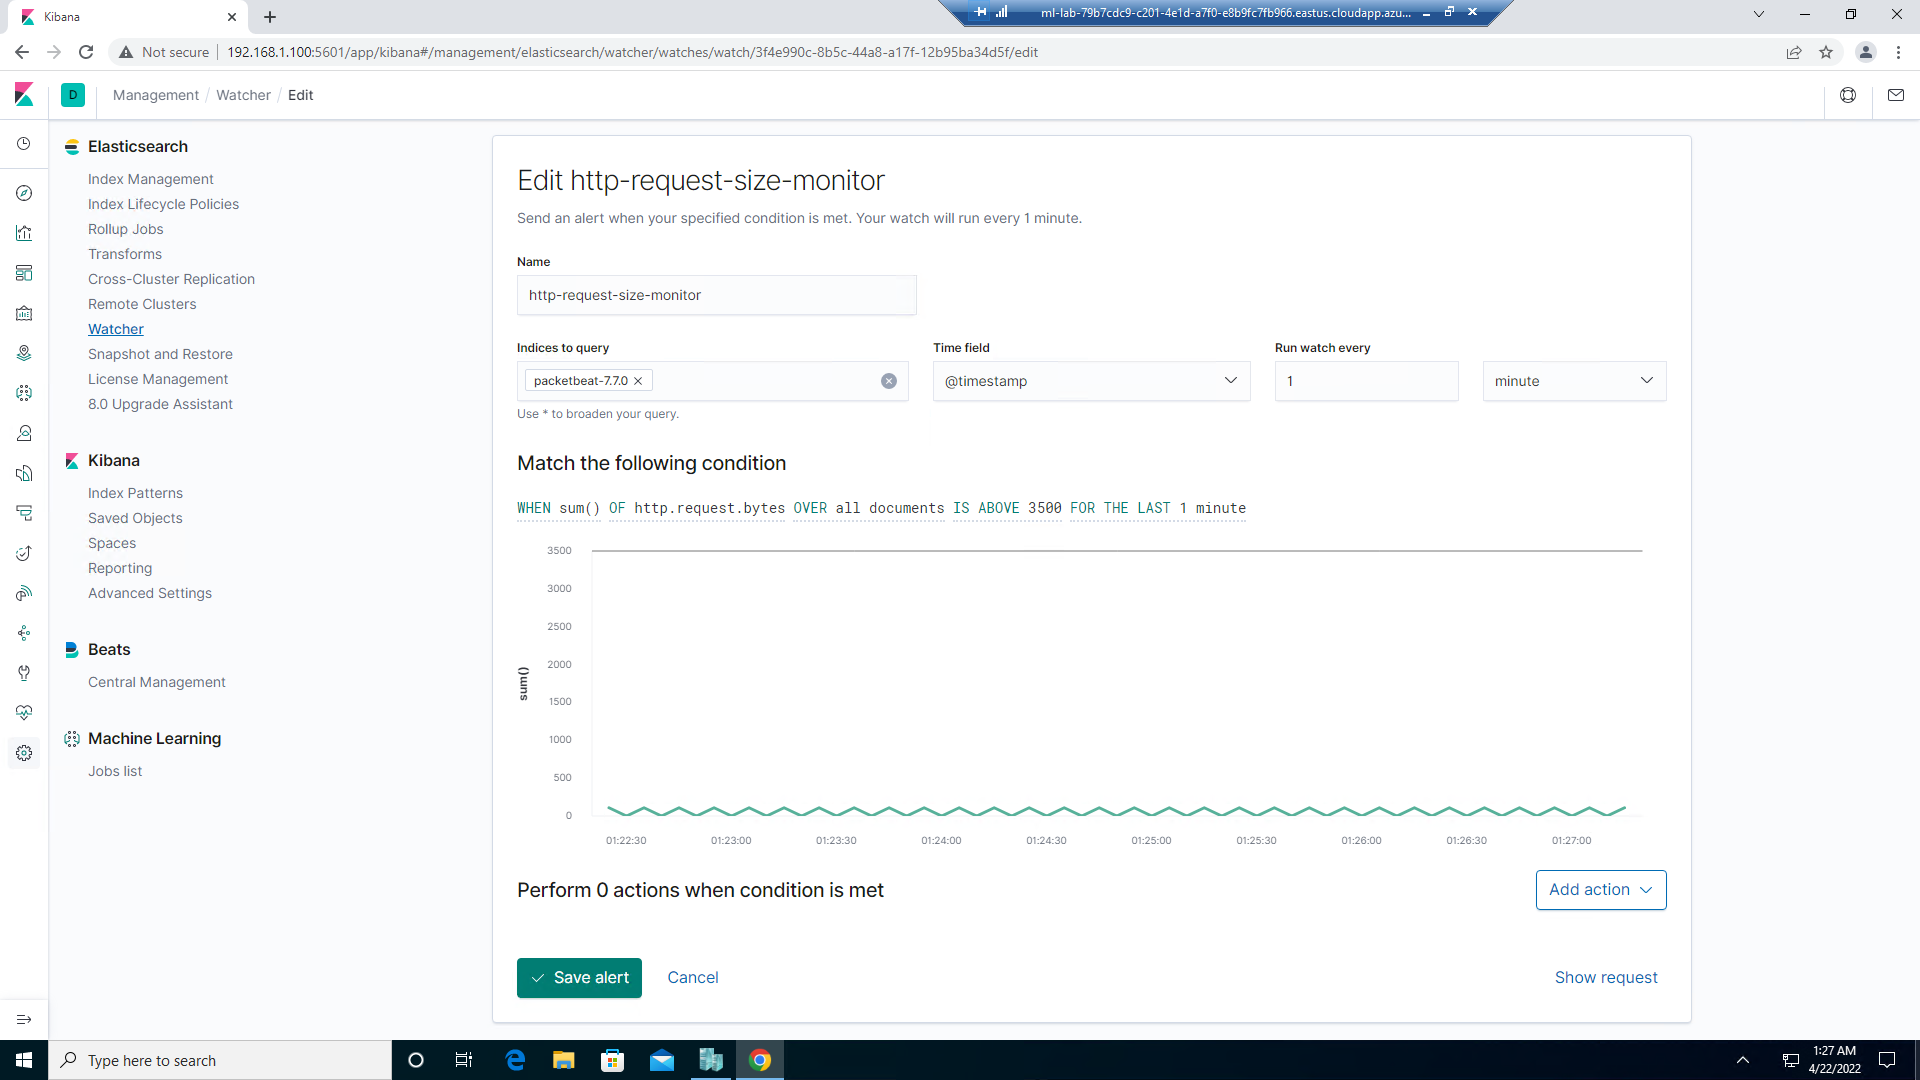 Kibana
ml-lab-79b7cdc9-c201-4e1d-a7f0-e8b9fc7fb966.eastus.cloudapp.azu...
Not secure
192.168.1.100:5601/app/kibana#/management/elasticsearch/watcher/watches/watch/3f4e990c-8b5c-44a8-a17f-12b95ba34d5f/edit
D
Management / Watcher / Edit
Elasticsearch
Index Management
Index Lifecycle Policies
Rollup Jobs
Transforms
Cross-Cluster Replication
Remote Clusters
Watcher
Snapshot and Restore
License Management
8.0 Upgrade Assistant
Kibana
Index Patterns
Saved Objects
Spaces
Reporting
Advanced Settings
Beats
Central Management
Machine Learning
Jobs list
Edit http-request-size-monitor
Send an alert when your specified condition is met. Your watch will run every 1 minute.
Name
http-request-size-monitor
Indices to query
packetbeat-7.7.0
Use * to broaden your query.
Time field
@timestamp
Run watch every
1
minute
Match the following condition
WHEN sum() OF http.request.bytes OVER all documents IS ABOVE 3500 FOR THE LAST 1 minute
sum()
3500
3000
2500
2000
1500
1000
500
0
01:22:30 01:23:00 01:23:30 01:24:00 01:24:30 01:25:00 01:25:30 01:26:00 01:26:30 01:27:00
Perform 0 actions when condition is met
Add action
Save alert
Cancel
Show request
Type here to search
1:27 AM
4/22/2022